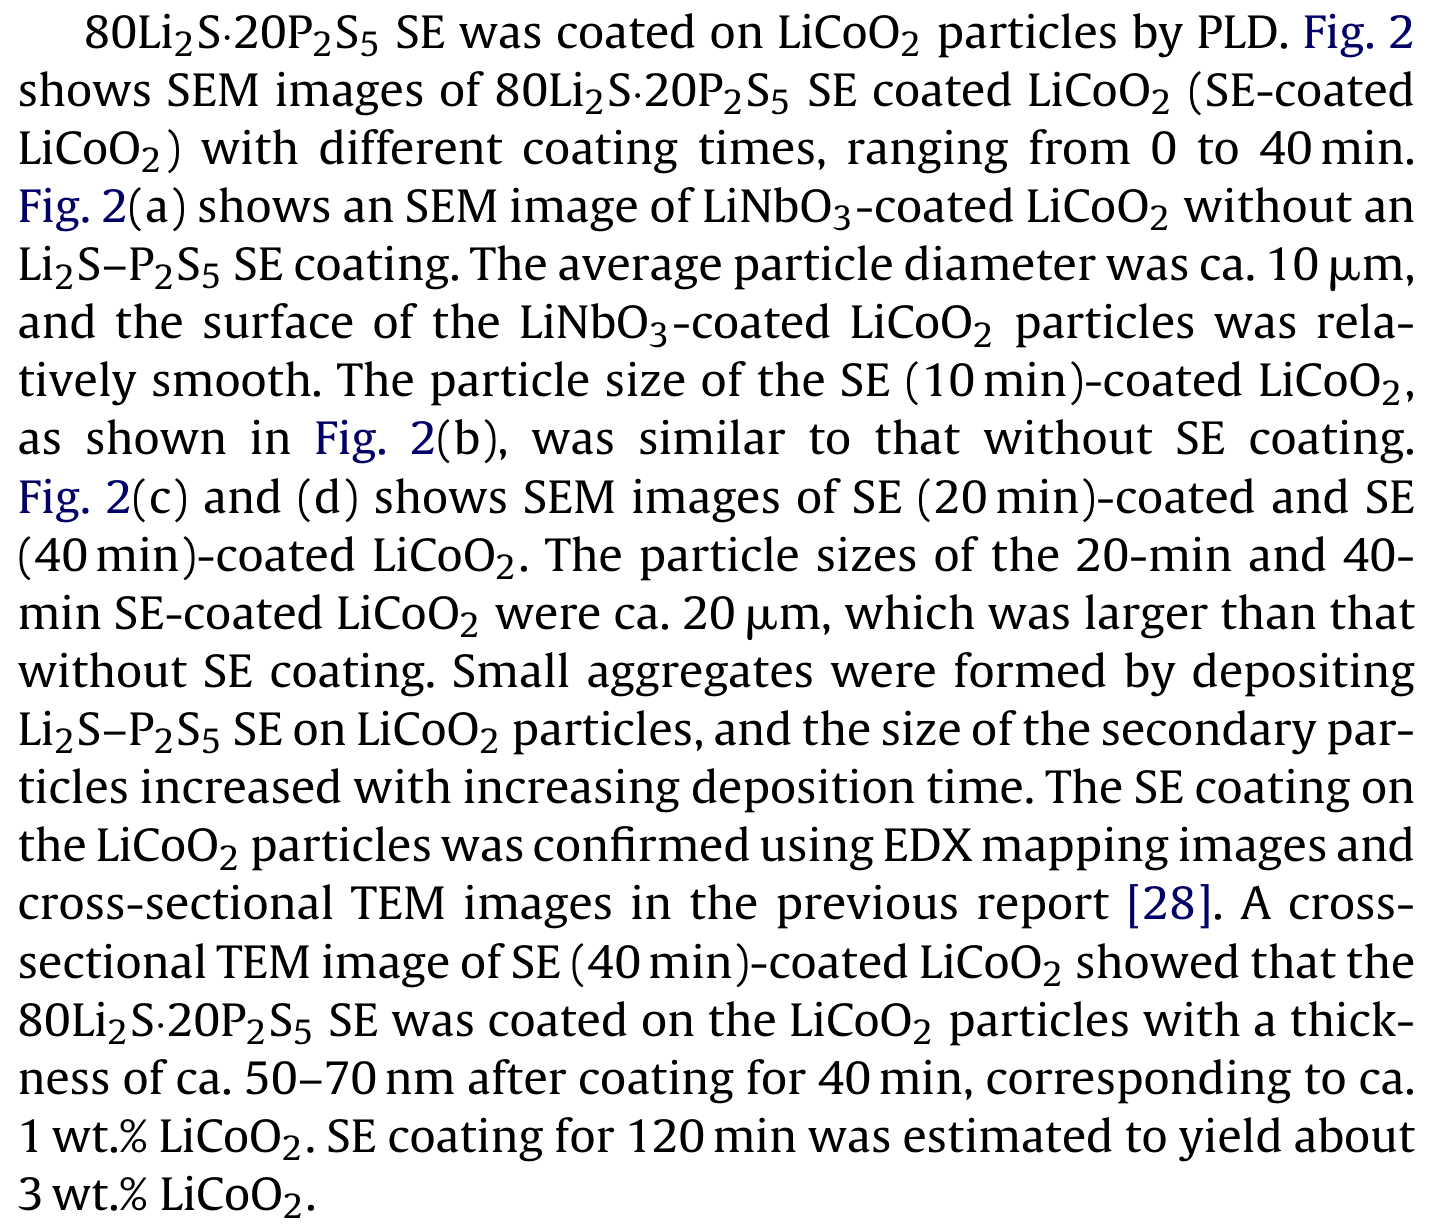 80Li₂S·20P₂S₅ SE was coated on LiCoO₂ particles by PLD. Fig. 2
shows SEM images of 80Li₂S·20P₂S₅ SE coated LiCoO₂ (SE-coated
LiCoO₂) with different coating times, ranging from 0 to 40 min.
Fig. 2(a) shows an SEM image of LiNbO₃-coated LiCoO₂ without an
Li₂S–P₂S₅ SE coating. The average particle diameter was ca. 10 μm,
and the surface of the LiNbO₃-coated LiCoO₂ particles was rela-
tively smooth. The particle size of the SE (10 min)-coated LiCoO₂,
as shown in Fig. 2(b), was similar to that without SE coating.
Fig. 2(c) and (d) shows SEM images of SE (20 min)-coated and SE
(40 min)-coated LiCoO₂. The particle sizes of the 20-min and 40-
min SE-coated LiCoO₂ were ca. 20 μm, which was larger than that
without SE coating. Small aggregates were formed by depositing
Li₂S–P₂S₅ SE on LiCoO₂ particles, and the size of the secondary par-
ticles increased with increasing deposition time. The SE coating on
the LiCoO₂ particles was confirmed using EDX mapping images and
cross-sectional TEM images in the previous report [28]. A cross-
sectional TEM image of SE (40 min)-coated LiCoO₂ showed that the
80Li₂S·20P₂S₅ SE was coated on the LiCoO₂ particles with a thick-
ness of ca. 50–70 nm after coating for 40 min, corresponding to ca.
1 wt.% LiCoO₂. SE coating for 120 min was estimated to yield about
3 wt.% LiCoO₂.